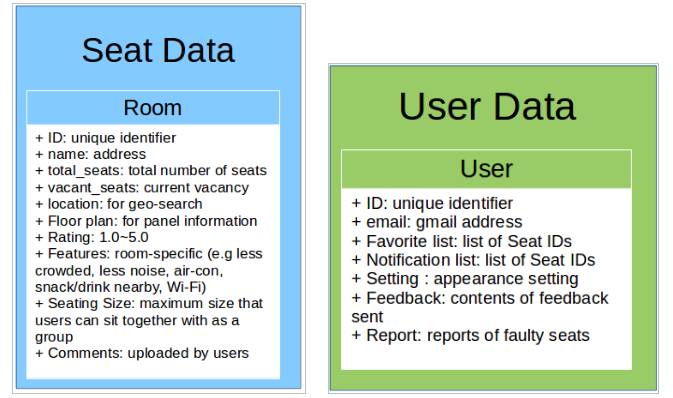 Seat Data
Room
+ ID: unique identifier
+ name: address
+ total_seats: total number of seats
+ vacant_seats: current vacancy
+ location: for geo-search
+ Floor plan: for panel information
+ Rating: 1.0~5.0
+ Features: room-specific (e.g less
crowded, less noise, air-con,
snack/drink nearby, Wi-Fi)
+ Seating Size: maximum size that
users can sit together with as a
group
+ Comments: uploaded by users
User Data
User
+ ID: unique identifier
+ email: gmail address
+ Favorite list: list of Seat IDs
+ Notification list: list of Seat IDs
+ Setting : appearance setting
+ Feedback: contents of feedback
sent
+ Report: reports of faulty seats